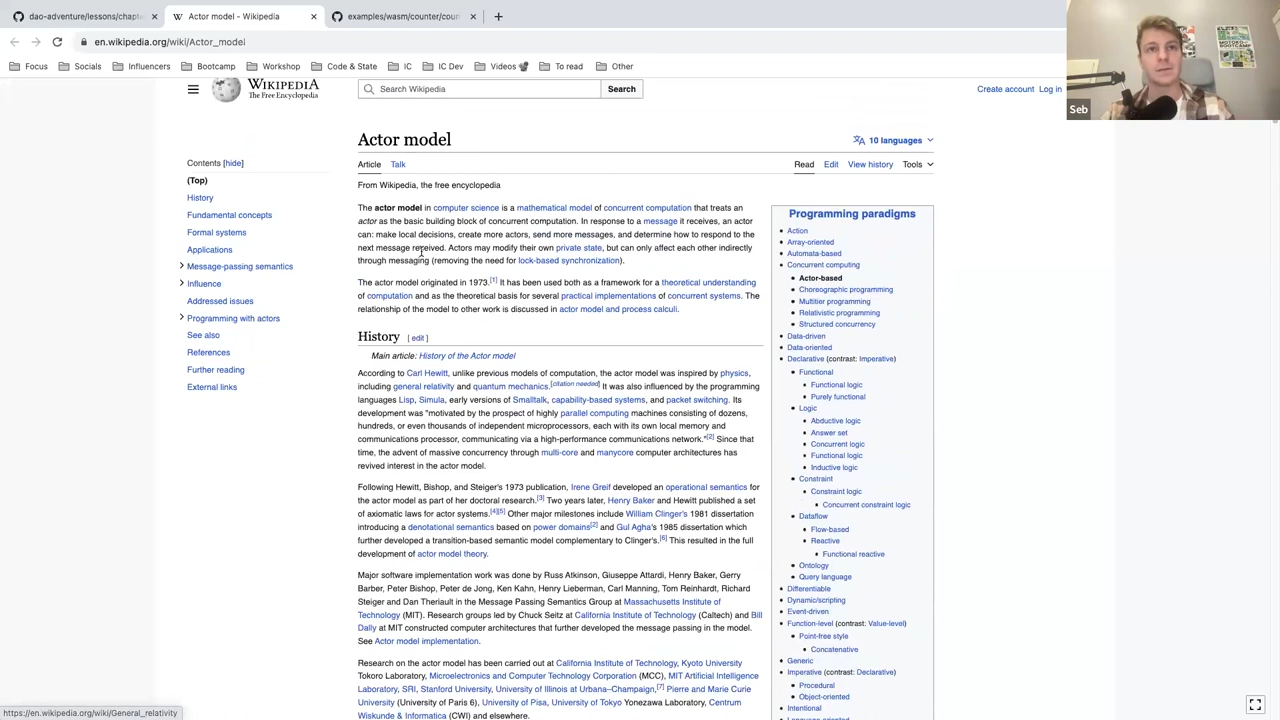 dao-adventure/lessons/chapte
Actor model - Wikipedia
examples/wasm/counter/coun
en.wikipedia.org/wiki/Actor_model
Focus
Socials
Influencers
Bootcamp
Workshop
Code & State
IC
IC Dev
Videos
To read
Other
MOTOKO
BOOTCAMP
Seb
WIKIPEDIA
The Free Encyclopedia
Search Wikipedia
Search
Create account
Log in
Contents [hide]
(Top)
History
Fundamental concepts
Formal systems
Applications
Message-passing semantics
Influence
Addressed issues
Programming with actors
See also
References
Further reading
External links
Actor model
10 languages
Article
Talk
Read
Edit
View history
Tools
From Wikipedia, the free encyclopedia
The actor model in computer science is a mathematical model of concurrent computation that treats an
actor as the basic building block of concurrent computation. In response to a message it receives, an actor
can: make local decisions, create more actors, send more messages, and determine how to respond to the
next message received. Actors may modify their own private state, but can only affect each other indirectly
through messaging (removing the need for lock-based synchronization).
The actor model originated in 1973.[1] It has been used both as a framework for a theoretical understanding
of computation and as the theoretical basis for several practical implementations of concurrent systems. The
relationship of the model to other work is discussed in actor model and process calculi.
History [ edit ]
Main article: History of the Actor model
According to Carl Hewitt, unlike previous models of computation, the actor model was inspired by physics,
including general relativity and quantum mechanics.[citation needed] It was also influenced by the programming
languages Lisp, Simula, early versions of Smalltalk, capability-based systems, and packet switching. Its
development was "motivated by the prospect of highly parallel computing machines consisting of dozens,
hundreds, or even thousands of independent microprocessors, each with its own local memory and
communications processor, communicating via a high-performance communications network."[2] Since that
time, the advent of massive concurrency through multi-core and manycore computer architectures has
revived interest in the actor model.
Following Hewitt, Bishop, and Steiger's 1973 publication, Irene Greif developed an operational semantics for
the actor model as part of her doctoral research.[3] Two years later, Henry Baker and Hewitt published a set
of axiomatic laws for actor systems.[4][5] Other major milestones include William Clinger's 1981 dissertation
introducing a denotational semantics based on power domains[2] and Gul Agha's 1985 dissertation which
further developed a transition-based semantic model complementary to Clinger's.[6] This resulted in the full
development of actor model theory.
Major software implementation work was done by Russ Atkinson, Giuseppe Attardi, Henry Baker, Gerry
Barber, Peter Bishop, Peter de Jong, Ken Kahn, Henry Lieberman, Carl Manning, Tom Reinhardt, Richard
Steiger and Dan Theriault in the Message Passing Semantics Group at Massachusetts Institute of
Technology (MIT). Research groups led by Chuck Seitz at California Institute of Technology (Caltech) and Bill
Dally at MIT constructed computer architectures that further developed the message passing in the model.
See Actor model implementation.
Research on the actor model has been carried out at California Institute of Technology, Kyoto University
Tokoro Laboratory, Microelectronics and Computer Technology Corporation (MCC), MIT Artificial Intelligence
Laboratory, SRI, Stanford University, University of Illinois at Urbana–Champaign,[7] Pierre and Marie Curie
University (University of Paris 6), University of Pisa, University of Tokyo Yonezawa Laboratory, Centrum
Wiskunde & Informatica (CWI) and elsewhere.
Programming paradigms
Action
Array-oriented
Automata-based
Concurrent computing
Actor-based
Choreographic programming
Multitier programming
Relativistic programming
Structured concurrency
Data-driven
Data-oriented
Declarative (contrast: Imperative)
Functional
Functional logic
Purely functional
Logic
Abductive logic
Answer set
Concurrent logic
Functional logic
Inductive logic
Constraint
Constraint logic
Concurrent constraint logic
Dataflow
Flow-based
Reactive
Functional reactive
Ontology
Query language
Differentiable
Dynamic/scripting
Event-driven
Function-level (contrast: Value-level)
Point-free style
Concatenative
Generic
Imperative (contrast: Declarative)
Procedural
Object-oriented
Intentional
https://en.wikipedia.org/wiki/General_relativity